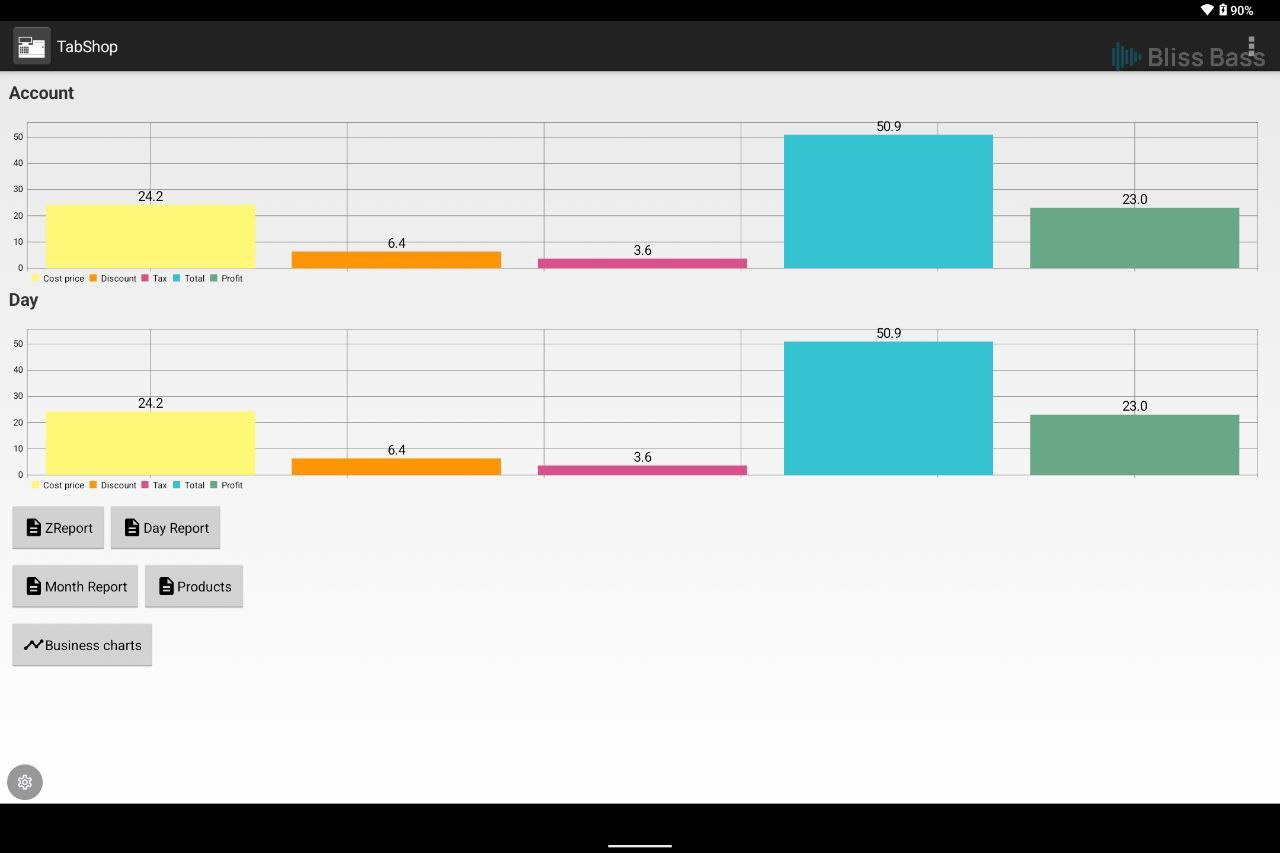 90%
TabShop
Bliss Bass
Account
50.9
50
40
30
24.2
23.0
20
10
6.4
3.6
0
Cost price Discount Tax Total Profit
Day
50.9
50
40
30
24.2
23.0
20
10
6.4
3.6
0
Cost price Discount Tax Total Profit
ZReport Day Report
Month Report Products
Business charts